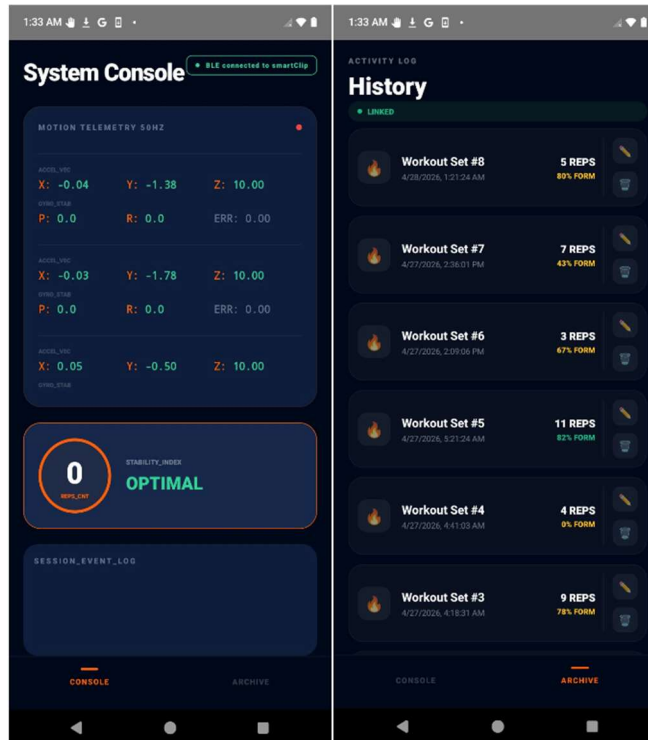 1:33 AM
System Console
BLE connected to smartClip
MOTION TELEMETRY 50HZ
ACCEL_VEC
X: -0.04 Y: -1.38 Z: 10.00
GYRO_STAB
P: 0.0 R: 0.0 ERR: 0.00
ACCEL_VEC
X: -0.03 Y: -1.78 Z: 10.00
GYRO_STAB
P: 0.0 R: 0.0 ERR: 0.00
ACCEL_VEC
X: 0.05 Y: -0.50 Z: 10.00
GYRO_STAB
0
REPS_CNT
STABILITY_INDEX
OPTIMAL
SESSION_EVENT_LOG
CONSOLE ARCHIVE
1:33 AM
ACTIVITY LOG
History
LINKED
Workout Set #8 5 REPS
4/28/2026, 1:21:24 AM 80% FORM
Workout Set #7 7 REPS
4/27/2026, 2:36:01 PM 43% FORM
Workout Set #6 3 REPS
4/27/2026, 2:09:06 PM 67% FORM
Workout Set #5 11 REPS
4/27/2026, 5:21:24 AM 82% FORM
Workout Set #4 4 REPS
4/27/2026, 4:41:03 AM 0% FORM
Workout Set #3 9 REPS
4/27/2026, 4:18:31 AM 78% FORM
CONSOLE ARCHIVE